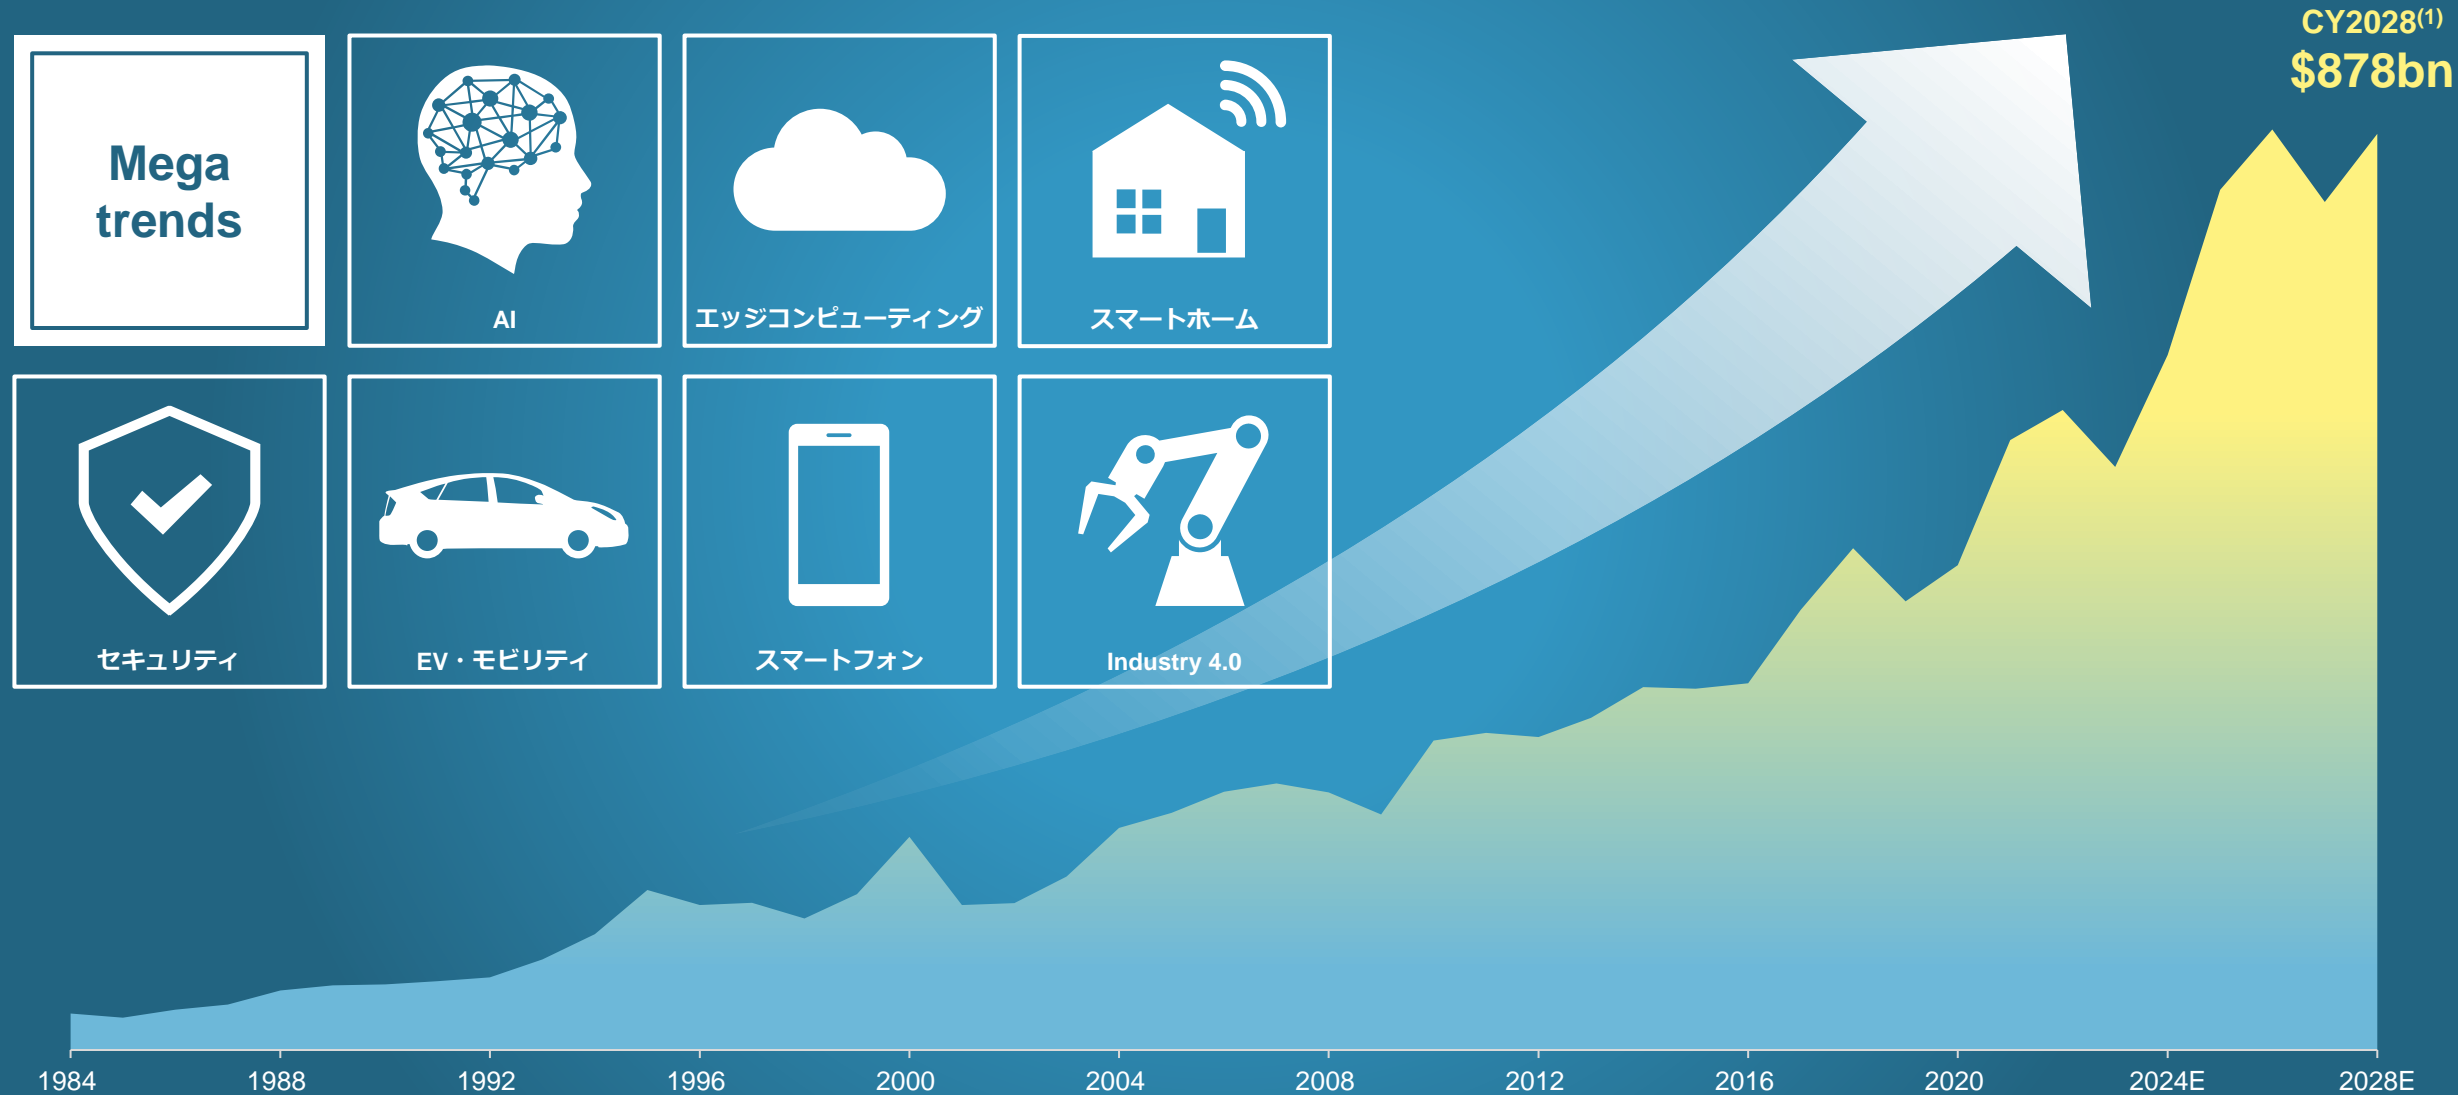 CY2028(1)
$878bn
Mega
trends
AI
エッジコンピューティング
スマートホーム
セキュリティ
EV・モビリティ
スマートフォン
Industry 4.0
1984
1988
1992
1996
2000
2004
2008
2012
2016
2020
2024E
2028E